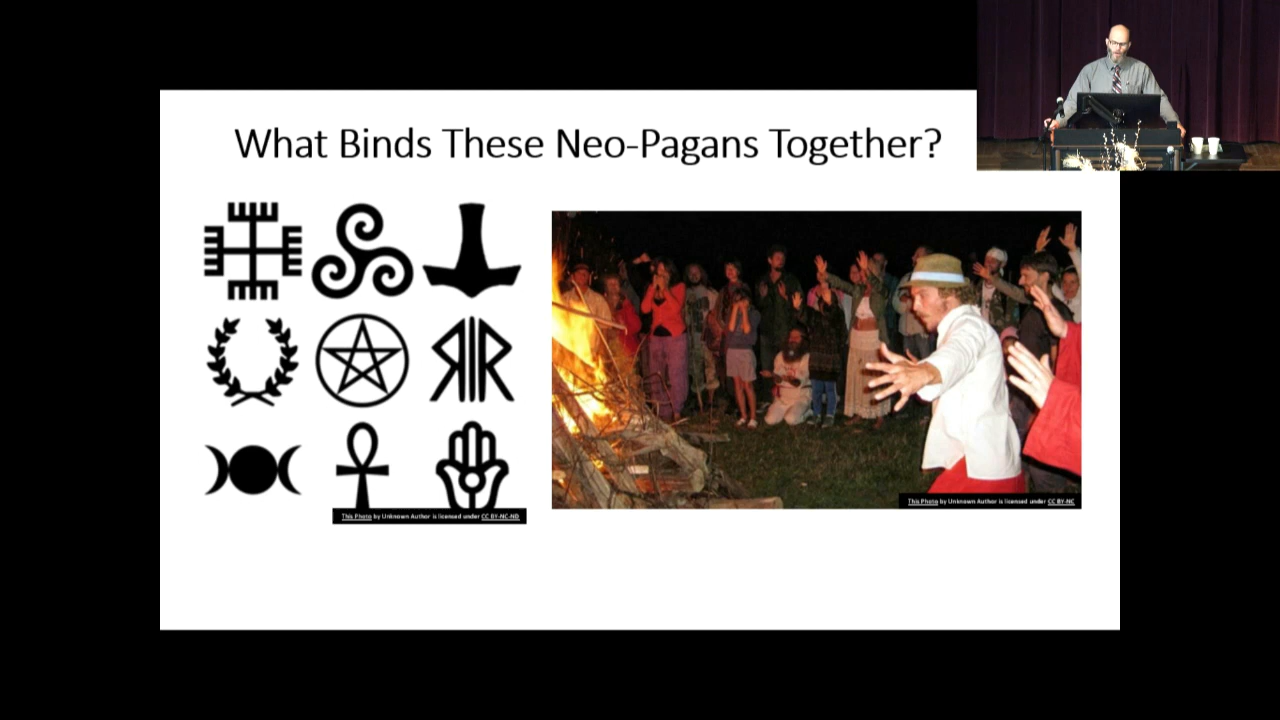 What Binds These Neo-Pagans Together?
This Photo by Unknown Author is licensed under CC BY-NC-ND
This Photo by Unknown Author is licensed under CC BY-NC